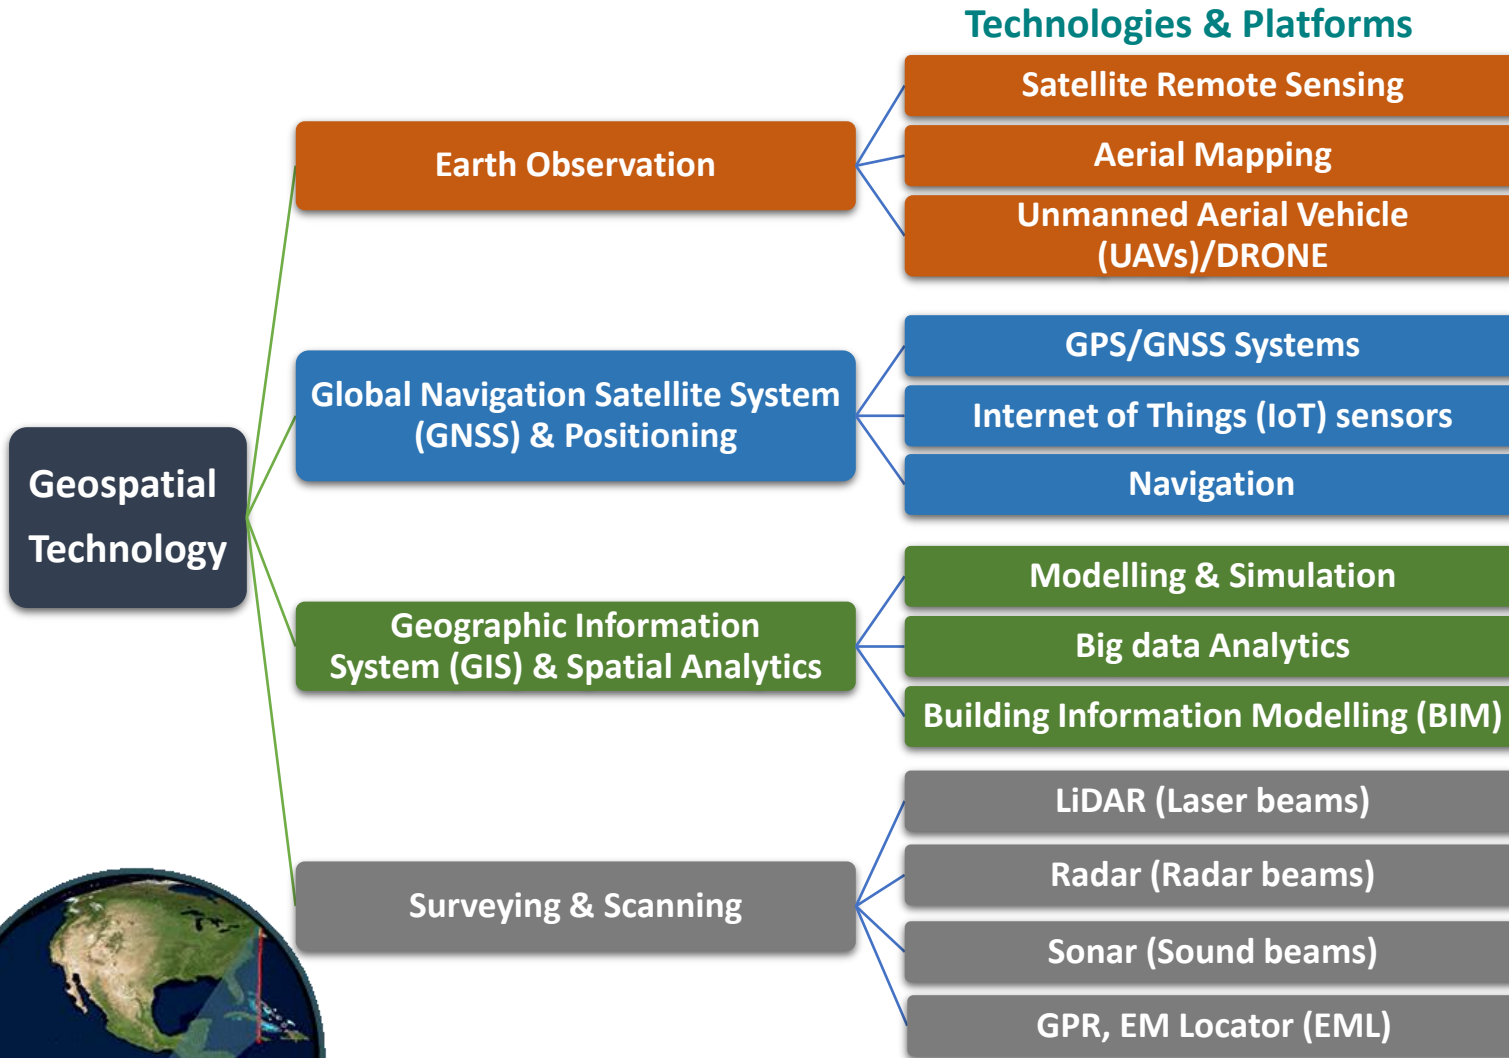 Technologies & Platforms
Geospatial
Technology
Earth Observation
Satellite Remote Sensing
Aerial Mapping
Unmanned Aerial Vehicle
(UAVs)/DRONE
Global Navigation Satellite System
(GNSS) & Positioning
GPS/GNSS Systems
Internet of Things (IoT) sensors
Navigation
Geographic Information
System (GIS) & Spatial Analytics
Modelling & Simulation
Big data Analytics
Building Information Modelling (BIM)
Surveying & Scanning
LiDAR (Laser beams)
Radar (Radar beams)
Sonar (Sound beams)
GPR, EM Locator (EML)